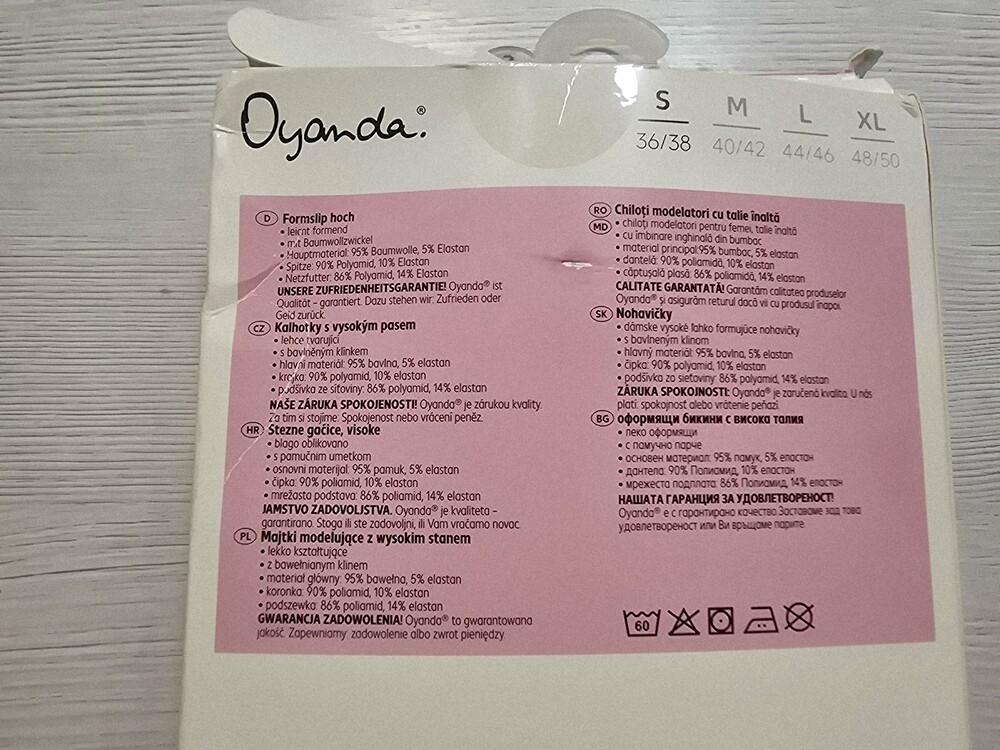 Oyanda.®
S M L XL
36/38 40/42 44/46 48/50
D Formslip hoch
• leicht formend
• mit Baumwollzwickel
• Hauptmaterial: 95% Baumwolle, 5% Elastan
• Spitze: 90% Polyamid, 10% Elastan
• Netzfutter: 86% Polyamid, 14% Elastan
UNSERE ZUFRIEDENHEITSGARANTIE! Oyanda® ist
Qualität – garantiert. Dazu stehen wir: Zufrieden oder
Geld zurück.
CZ Kalhotky s vysokým pasem
• lehce tvarující
• s bavlněným klínkem
• hlavní materiál: 95% bavlna, 5% elastan
• krajka: 90% polyamid, 10% elastan
• podšívka ze síťoviny: 86% polyamid, 14% elastan
NAŠE ZÁRUKA SPOKOJENOSTI! Oyanda® je zárukou kvality.
Za tím si stojíme: Spokojenost nebo vrácení peněz.
HR Stezne gaćice, visoke
• blago oblikovano
• s pamučnim umetkom
• osnovni materijal: 95% pamuk, 5% elastan
• čipka: 90% poliamid, 10% elastan
• mrežasta podstava: 86% poliamid, 14% elastan
JAMSTVO ZADOVOLJSTVA. Oyanda® je kvaliteta –
garantirano. Stoga ili ste zadovoljni, ili Vam vraćamo novac.
PL Majtki modelujące z wysokim stanem
• lekko kształtujące
• z bawełnianym klinem
• materiał główny: 95% bawełna, 5% elastan
• koronka: 90% poliamid, 10% elastan
• podszewka: 86% poliamid, 14% elastan
GWARANCJA ZADOWOLENIA! Oyanda® to gwarantowana
jakość. Zapewniamy: zadowolenie albo zwrot pieniędzy
RO MD Chiloți modelatori cu talie înaltă
• chiloți modelatori pentru femei, talie înaltă
• cu îmbinare inghinală din bumbac
• material principal:95% bumbac, 5% elastan
• dantelă: 90% poliamidă, 10% elastan
• căptușală plasă: 86% poliamidă, 14% elastan
CALITATE GARANTATĂ! Garantăm calitatea produselor
Oyanda® și asigurăm returul dacă vii cu produsul înapoi.
SK Nohavičky
• dámske vysoké ľahko formujúce nohavičky
• s bavlneným klinom
• hlavný materiál: 95% bavlna, 5% elastan
• čipka: 90% polyamid, 10% elastan
• podšívka zo sieťoviny: 86% polyamid, 14% elastan
ZÁRUKA SPOKOJNOSTI: Oyanda® je zaručená kvalita. U nás
platí: spokojnosť alebo vrátenie peňazí.
BG оформящи бикини с висока талия
• леко оформящи
• с памучно парче
• основен материал: 95% памук, 5% еластан
• дантела: 90% Полиамид, 10% еластан
• мрежеста подплата: 86% Полиамид, 14% еластан
НАШАТА ГАРАНЦИЯ ЗА УДОВЛЕТВОРЕНОСТ!
Oyanda® е с гарантирано качество.Заставаме зад това
удовлетвореност или Ви връщаме парите
60